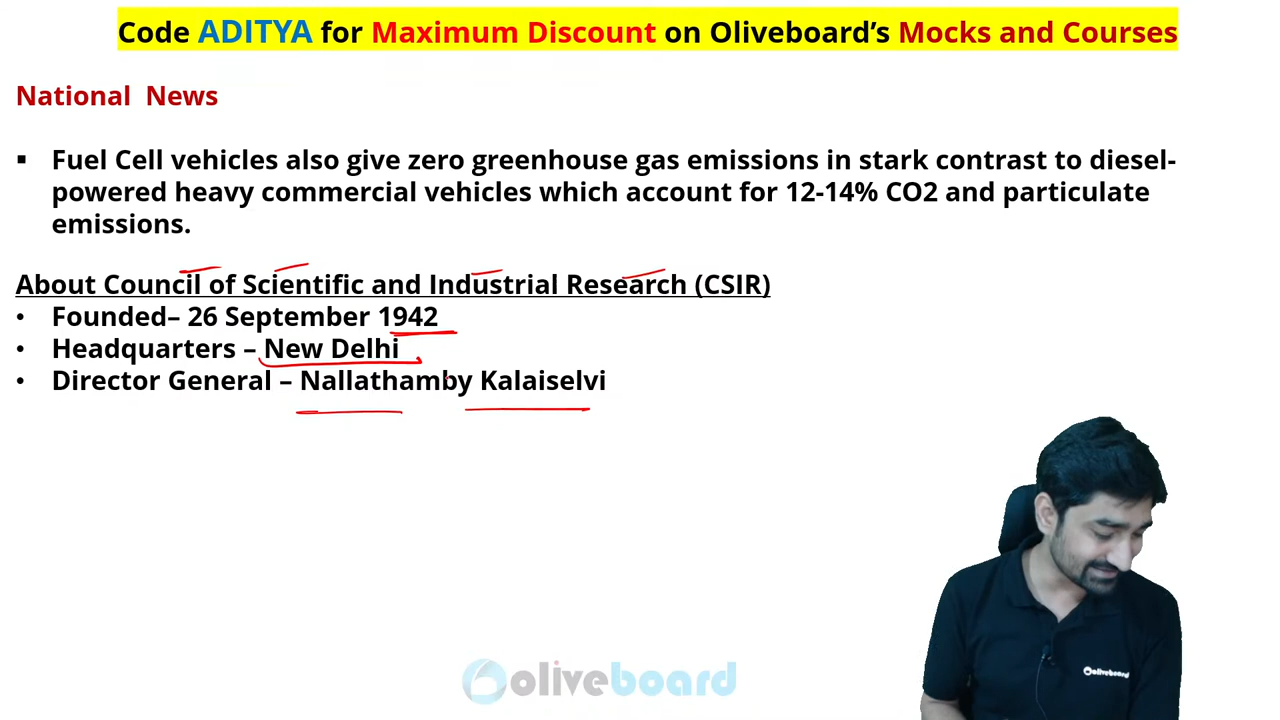 Code ADITYA for Maximum Discount on Oliveboard's Mocks and Courses
National News
▪ Fuel Cell vehicles also give zero greenhouse gas emissions in stark contrast to diesel-
powered heavy commercial vehicles which account for 12-14% CO2 and particulate
emissions.
About Council of Scientific and Industrial Research (CSIR)
• Founded– 26 September 1942
• Headquarters – New Delhi
• Director General – Nallathamby Kalaiselvi
oliveboard
oliveboard